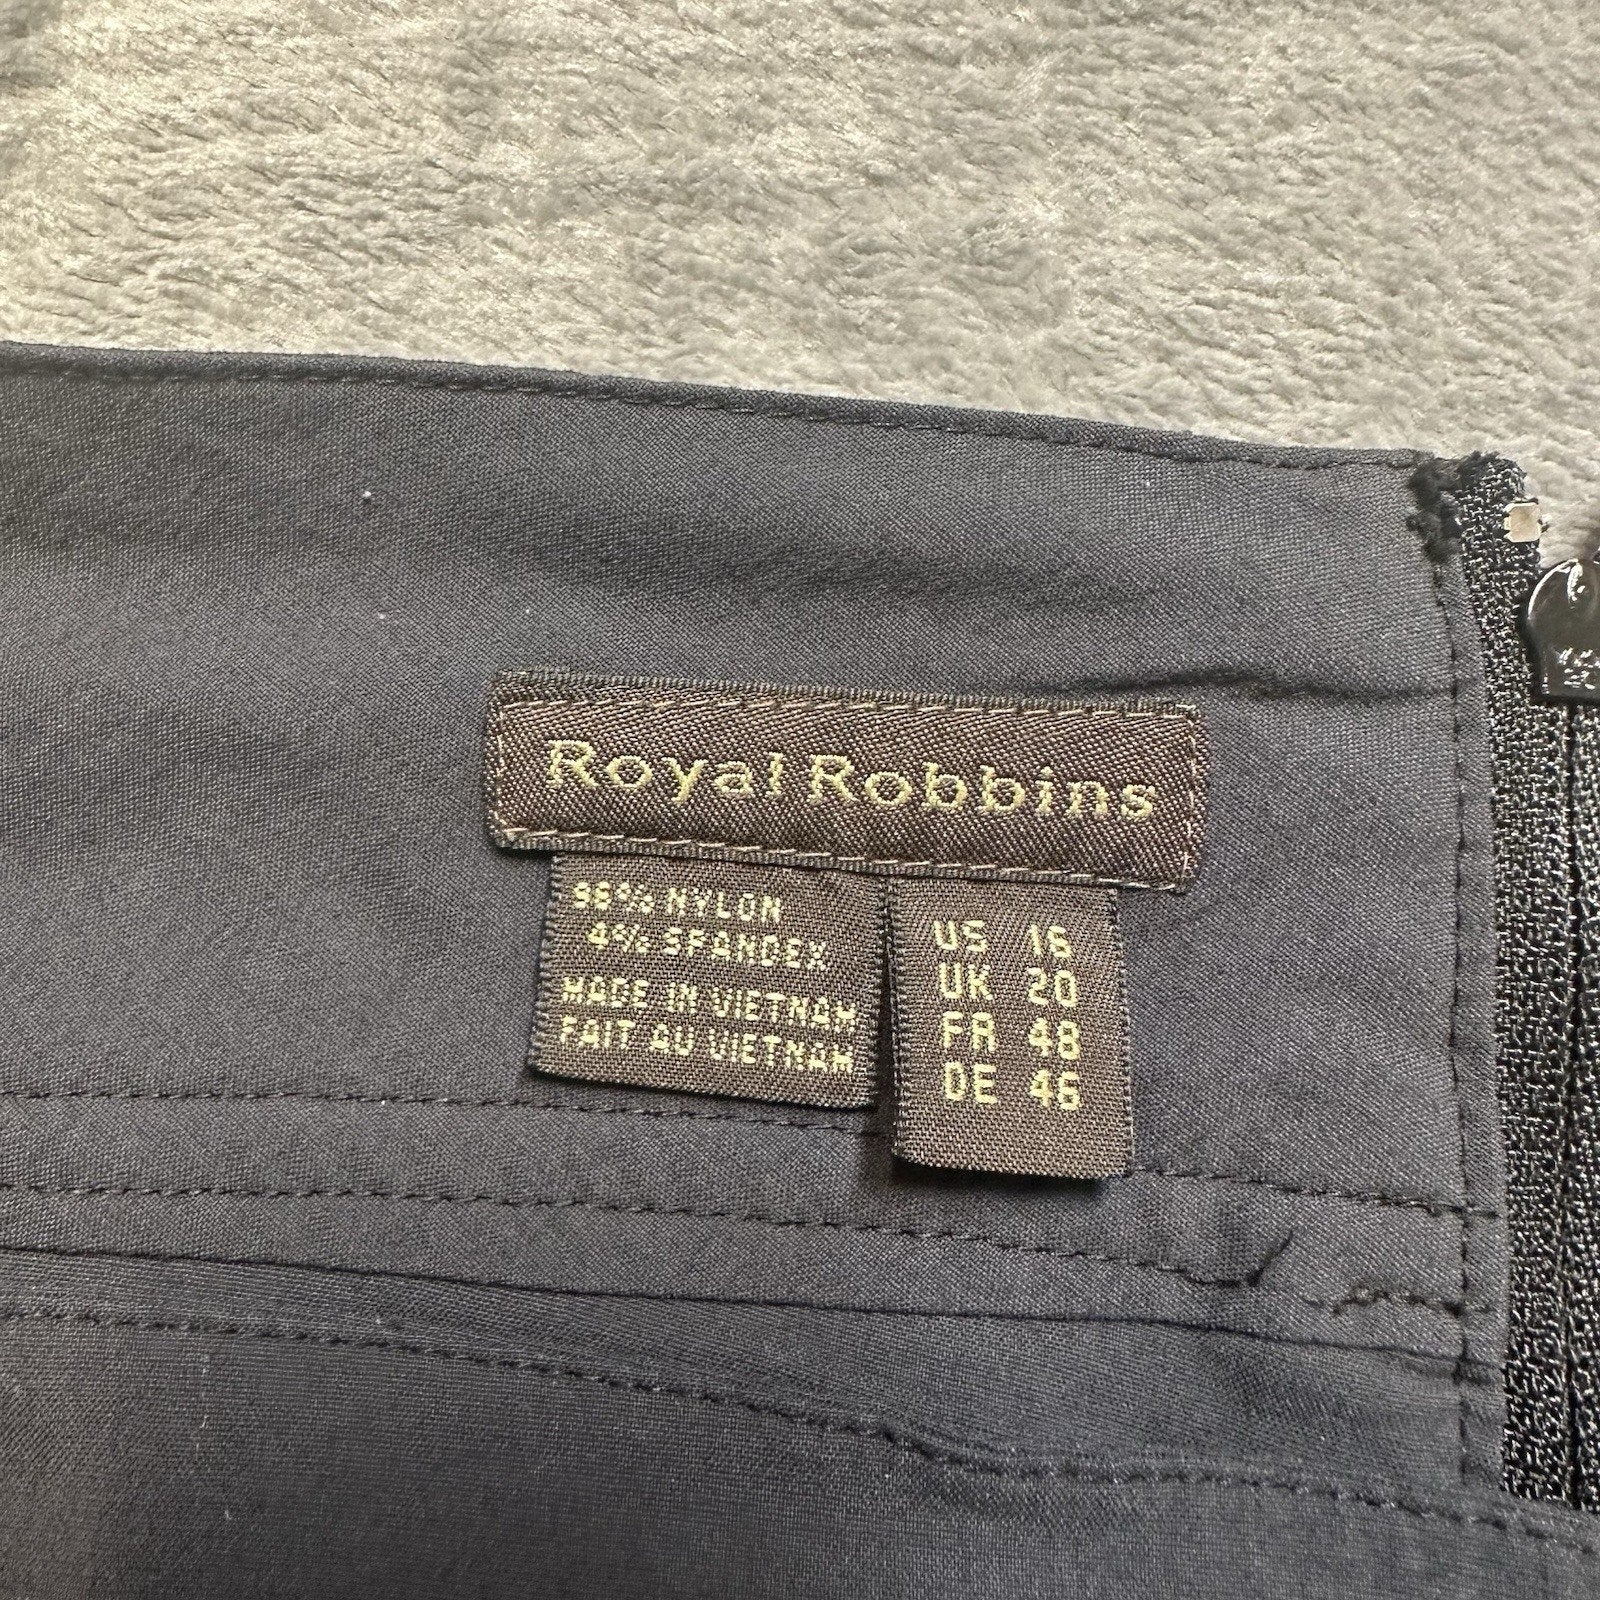 Royal Robbins
96% NYLON
4% SPANDEX
MADE IN VIETNAM
FAIT AU VIETNAM
US 16
UK 20
FR 48
DE 46